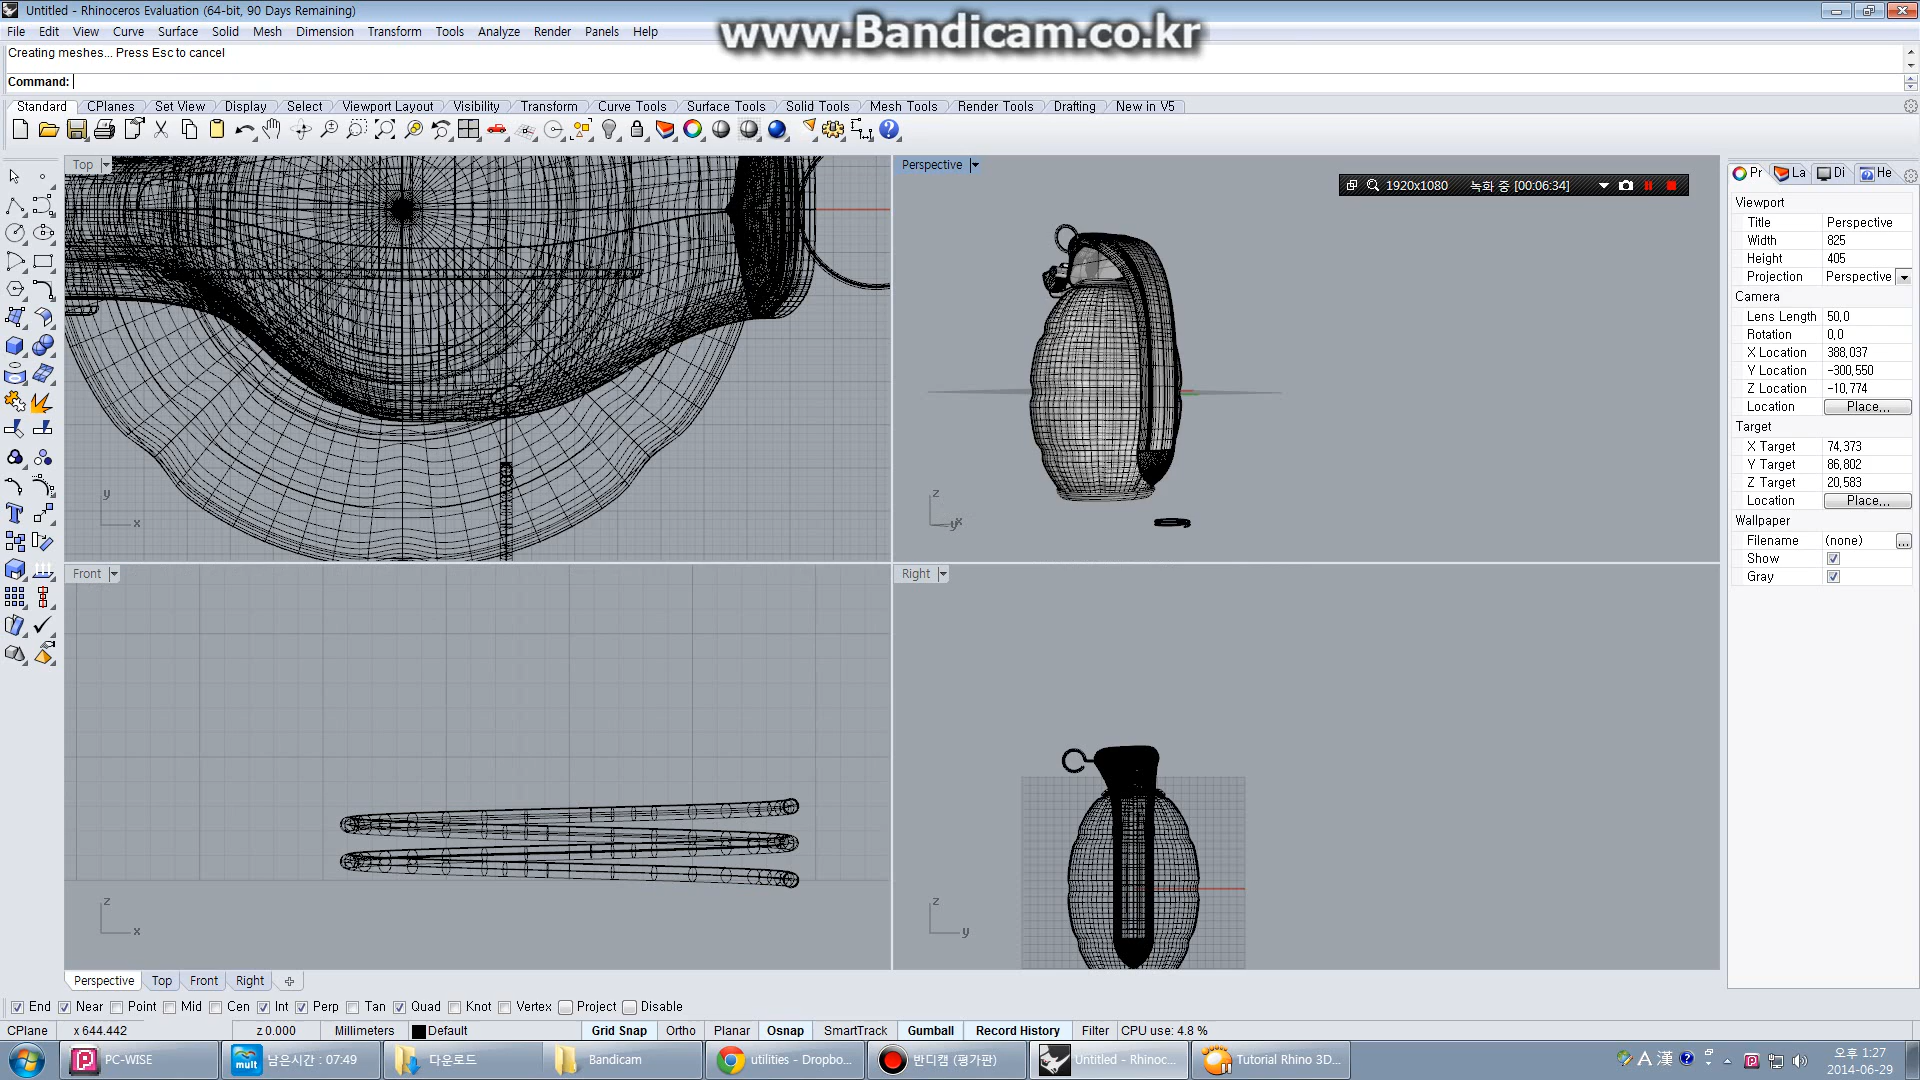 Untitled - Rhinoceros Evaluation (64-bit, 90 Days Remaining)
www.Bandicam.co.kr
File Edit View Curve Surface Solid Mesh Dimension Transform Tools Analyze Render Panels Help
Creating meshes... Press Esc to cancel
Command:
Standard CPlanes Set View Display Select Viewport Layout Visibility Transform Curve Tools Surface Tools Solid Tools Mesh Tools Render Tools Drafting New in V5
Top
Perspective
1920x1080 녹화 중 [00:06:34]
Pr La Di He
Viewport
Title Perspective
Width 825
Height 405
Projection Perspective
Camera
Lens Length 50,0
Rotation 0,0
X Location 388,037
Y Location -300,550
Z Location -10,774
Location Place...
Target
X Target 74,373
Y Target 86,802
Z Target 20,583
Location Place...
Wallpaper
Filename (none) ...
Show
Gray
y
x
z
x
Front
Right
z
x
z
y
Perspective Top Front Right
End Near Point Mid Cen Int Perp Tan Quad Knot Vertex Project Disable
CPlane x 644.442 z 0.000 Millimeters Default Grid Snap Ortho Planar Osnap SmartTrack Gumball Record History Filter CPU use: 4.8 %
PC-WISE
mult 남은시간 : 07:49
다운로드
Bandicam
utilities - Dropbo...
반디캠 (평가판)
Untitled - Rhinoc...
Tutorial Rhino 3D...
A 漢
오후 1:27
2014-06-29